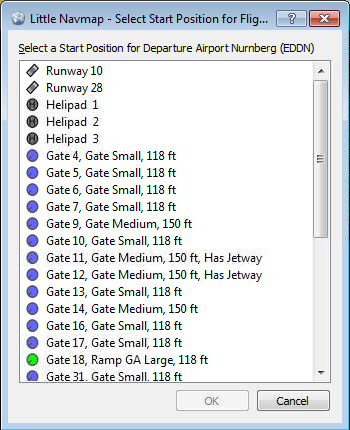 Little Navmap - Select Start Position for Flig...
Select a Start Position for Departure Airport Nurnberg (EDDN)
Runway 10
Runway 28
Helipad 1
Helipad 2
Helipad 3
Gate 4, Gate Small, 118 ft
Gate 5, Gate Small, 118 ft
Gate 6, Gate Small, 118 ft
Gate 7, Gate Small, 118 ft
Gate 9, Gate Medium, 150 ft
Gate 10, Gate Small, 118 ft
Gate 11, Gate Medium, 150 ft, Has Jetway
Gate 12, Gate Medium, 150 ft, Has Jetway
Gate 13, Gate Small, 118 ft
Gate 14, Gate Medium, 150 ft
Gate 16, Gate Small, 118 ft
Gate 17, Gate Small, 118 ft
Gate 18, Ramp GA Large, 118 ft
Gate 31, Gate Small, 118 ft
OK
Cancel